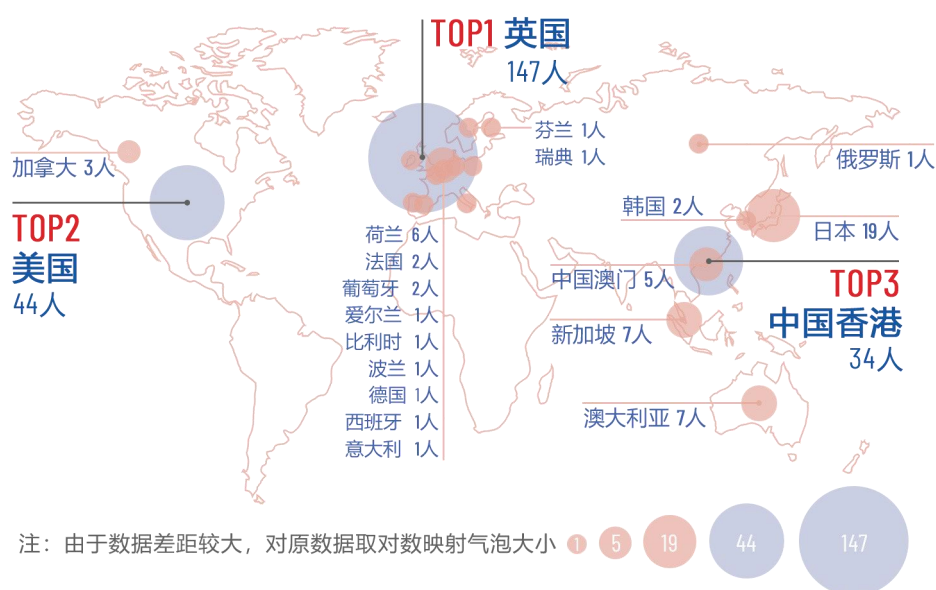 TOP1 英国
147人
芬兰 1人
瑞典 1人
加拿大 3人
俄罗斯 1人
TOP2
美国
44人
韩国 2人
日本 19人
荷兰 6人
法国 2人
葡萄牙 2人
爱尔兰 1人
比利时 1人
波兰 1人
德国 1人
西班牙 1人
意大利 1人
中国澳门 5人
TOP3
中国香港
34人
新加坡 7人
澳大利亚 7人
注：由于数据差距较大，对原数据取对数映射气泡大小 1 5 19 44 147